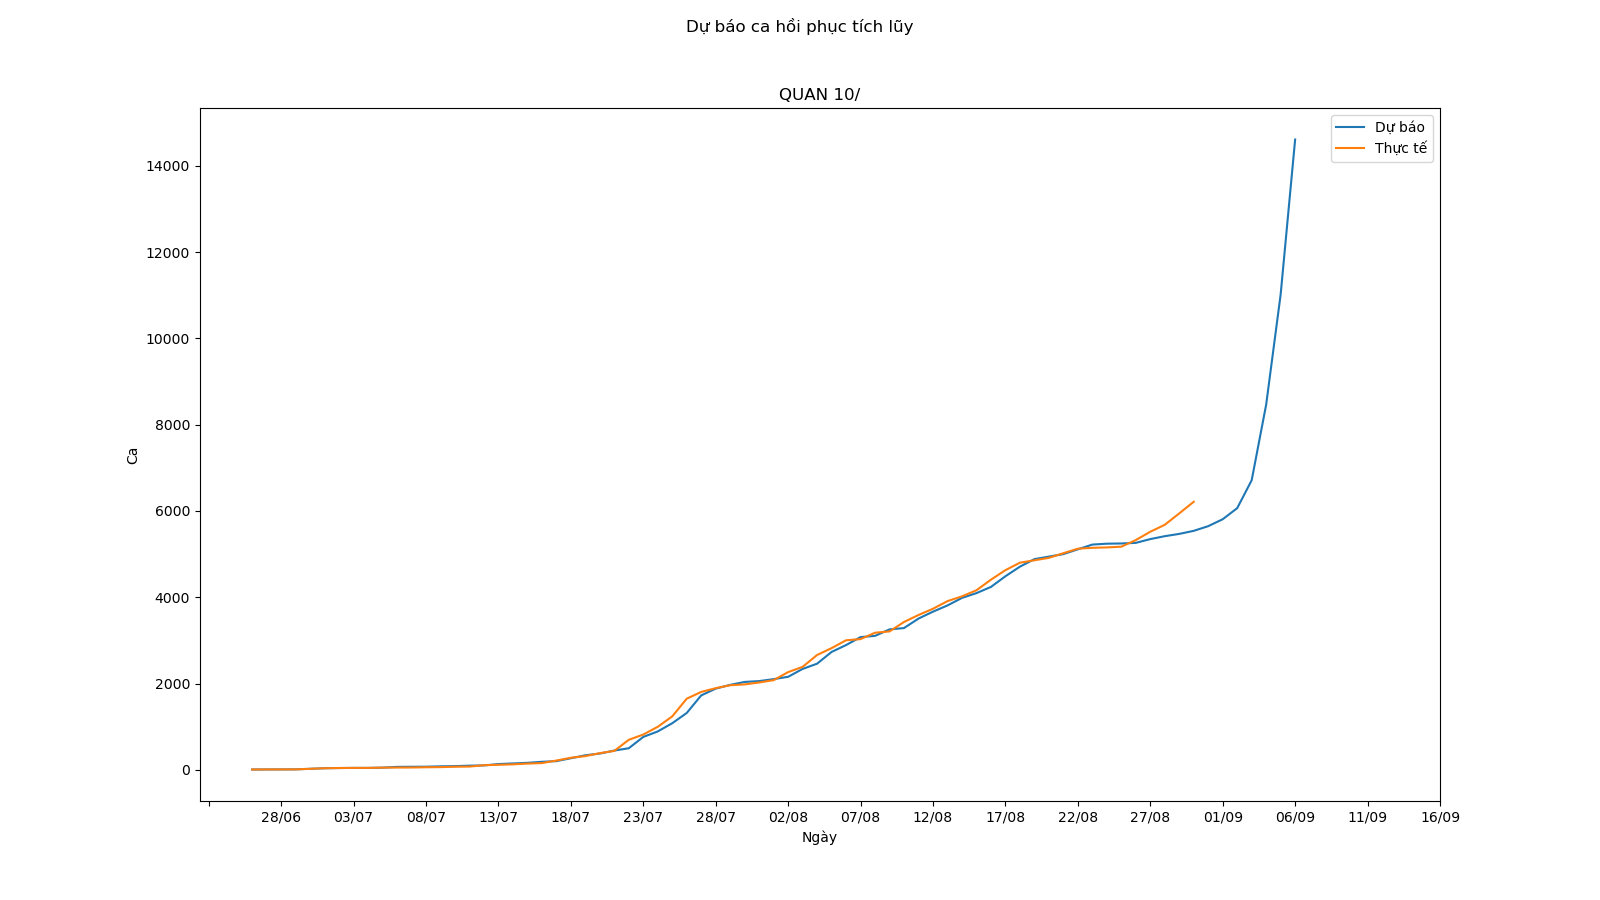 Dự báo ca hồi phục tích lũy
QUAN 10/
Dự báo
Thực tế
14000
12000
10000
8000
6000
4000
2000
0
Ca
28/06 03/07 08/07 13/07 18/07 23/07 28/07 02/08 07/08 12/08 17/08 22/08 27/08 01/09 06/09 11/09 16/09
Ngày